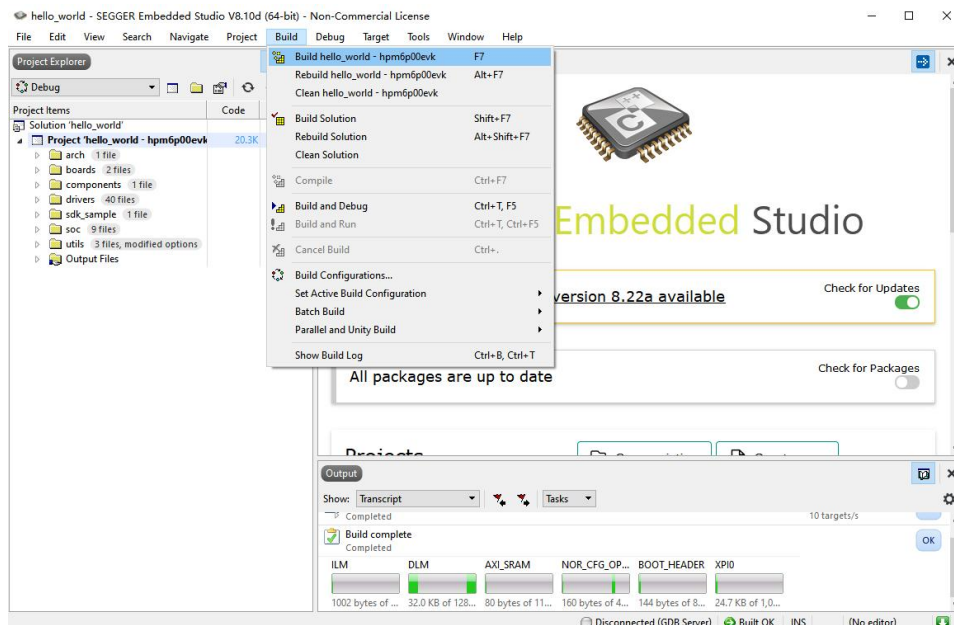 hello_world - SEGGER Embedded Studio V8.10d (64-bit) - Non-Commercial License
File Edit View Search Navigate Project Build Debug Target Tools Window Help
Project Explorer
Debug
Project Items Code
Solution 'hello_world'
Project 'hello_world - hpm6p00evk 20.3K
arch 1 file
boards 2 files
components 1 file
drivers 40 files
sdk_sample 1 file
soc 9 files
utils 3 files, modified options
Output Files
Build hello_world - hpm6p00evk F7
Rebuild hello_world - hpm6p00evk Alt+F7
Clean hello_world - hpm6p00evk
Build Solution Shift+F7
Rebuild Solution Alt+Shift+F7
Clean Solution
Compile Ctrl+F7
Build and Debug Ctrl+T, F5
Build and Run Ctrl+T, Ctrl+F5
Cancel Build Ctrl+.
Build Configurations...
Set Active Build Configuration
Batch Build
Parallel and Unity Build
Show Build Log Ctrl+B, Ctrl+T
C
Embedded Studio
version 8.22a available
Check for Updates
All packages are up to date
Check for Packages
Projects
Output
Show: Transcript Tasks
Completed 10 targets/s
Build complete
Completed
OK
ILM DLM AXI_SRAM NOR_CFG_OP... BOOT_HEADER XPI0
1002 bytes of ... 32.0 KB of 128... 80 bytes of 11... 160 bytes of 4... 144 bytes of 8... 24.7 KB of 1,0...
Disconnected (GDB Server) Built OK INS (No editor)